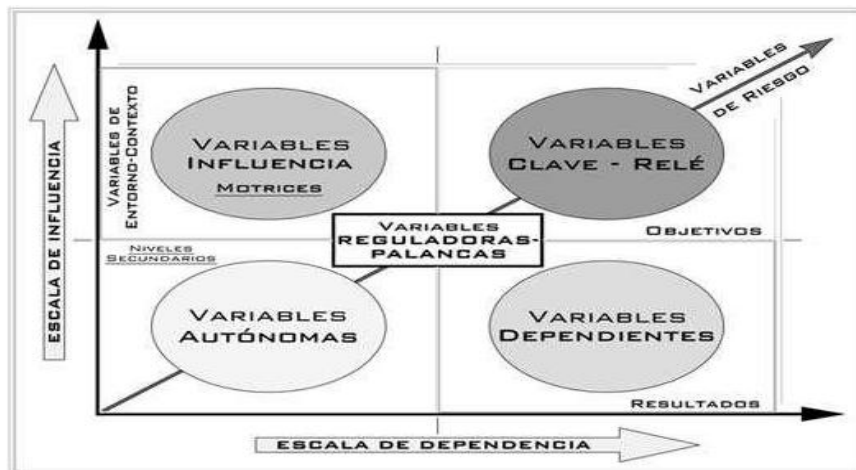 VARIABLES
DE RIESGO
ESCALA DE INFLUENCIA
VARIABLES DE
ENTORNO-CONTEXTO
VARIABLES
INFLUENCIA
MOTRICES
VARIABLES
CLAVE - RELÉ
VARIABLES
REGULADORAS-
PALANCAS
OBJETIVOS
NIVELES
SECUNDARIOS
VARIABLES
AUTÓNOMAS
VARIABLES
DEPENDIENTES
RESULTADOS
ESCALA DE DEPENDENCIA